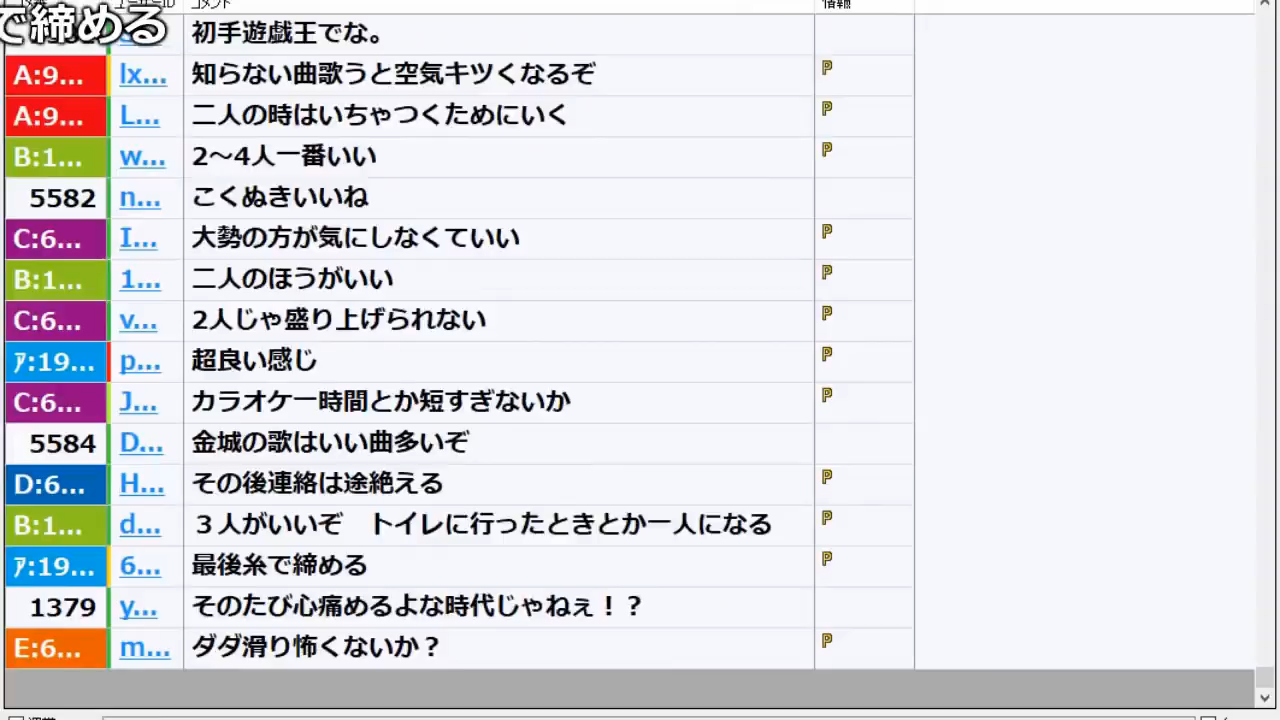 で締める
コメント
情報
初手遊戯王でな。
A:9... lx... 知らない曲歌うと空気キツくなるぞ P
A:9... L... 二人の時はいちゃつくためにいく P
B:1... w... 2～4人一番いい P
5582 n... こくぬきいいね
C:6... I... 大勢の方が気にしなくていい P
B:1... 1... 二人のほうがいい P
C:6... v... 2人じゃ盛り上げられない P
ｱ:19... p... 超良い感じ P
C:6... J... カラオケ一時間とか短すぎないか P
5584 D... 金城の歌はいい曲多いぞ
D:6... H... その後連絡は途絶える P
B:1... d... ３人がいいぞ　トイレに行ったときとか一人になる P
ｱ:19... 6... 最後糸で締める P
1379 y... そのたび心痛めるよな時代じゃねぇ！？
E:6... m... ダダ滑り怖くないか？ P